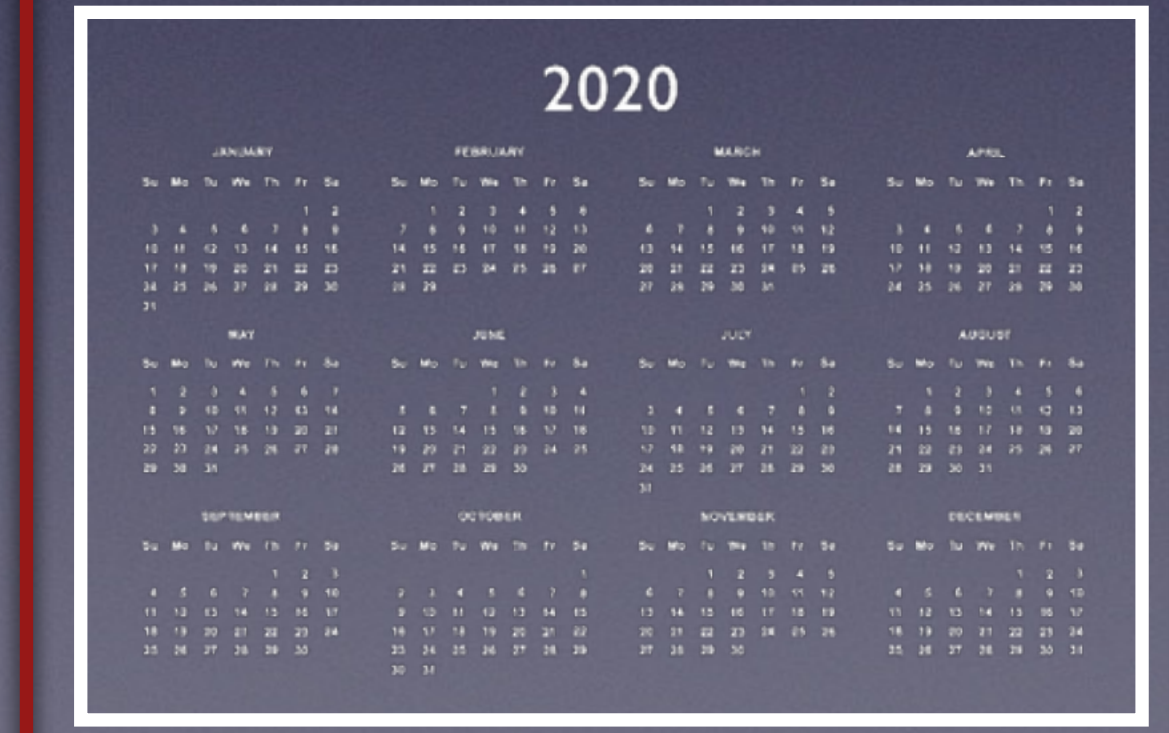 2020
JANUARY
Su Mo Tu We Th Fr Sa
1 2
3 4 5 6 7 8 9
10 11 12 13 14 15 16
17 18 19 20 21 22 23
24 25 26 27 28 29 30
31
FEBRUARY
Su Mo Tu We Th Fr Sa
1 2 3 4 5 6
7 8 9 10 11 12 13
14 15 16 17 18 19 20
21 22 23 24 25 26 27
28 29
MARCH
Su Mo Tu We Th Fr Sa
1 2 3 4 5
6 7 8 9 10 11 12
13 14 15 16 17 18 19
20 21 22 23 24 25 26
27 28 29 30 31
APRIL
Su Mo Tu We Th Fr Sa
1 2
3 4 5 6 7 8 9
10 11 12 13 14 15 16
17 18 19 20 21 22 23
24 25 26 27 28 29 30
MAY
Su Mo Tu We Th Fr Sa
1 2 3 4 5 6 7
8 9 10 11 12 13 14
15 16 17 18 19 20 21
22 23 24 25 26 27 28
29 30 31
JUNE
Su Mo Tu We Th Fr Sa
1 2 3 4
5 6 7 8 9 10 11
12 13 14 15 16 17 18
19 20 21 22 23 24 25
26 27 28 29 30
JULY
Su Mo Tu We Th Fr Sa
1 2
3 4 5 6 7 8 9
10 11 12 13 14 15 16
17 18 19 20 21 22 23
24 25 26 27 28 29 30
31
AUGUST
Su Mo Tu We Th Fr Sa
1 2 3 4 5 6
7 8 9 10 11 12 13
14 15 16 17 18 19 20
21 22 23 24 25 26 27
28 29 30 31
SEPTEMBER
Su Mo Tu We Th Fr Sa
1 2 3
4 5 6 7 8 9 10
11 12 13 14 15 16 17
18 19 20 21 22 23 24
25 26 27 28 29 30
OCTOBER
Su Mo Tu We Th Fr Sa
1
2 3 4 5 6 7 8
9 10 11 12 13 14 15
16 17 18 19 20 21 22
23 24 25 26 27 28 29
30 31
NOVEMBER
Su Mo Tu We Th Fr Sa
1 2 3 4 5
6 7 8 9 10 11 12
13 14 15 16 17 18 19
20 21 22 23 24 25 26
27 28 29 30
DECEMBER
Su Mo Tu We Th Fr Sa
1 2 3
4 5 6 7 8 9 10
11 12 13 14 15 16 17
18 19 20 21 22 23 24
25 26 27 28 29 30 31